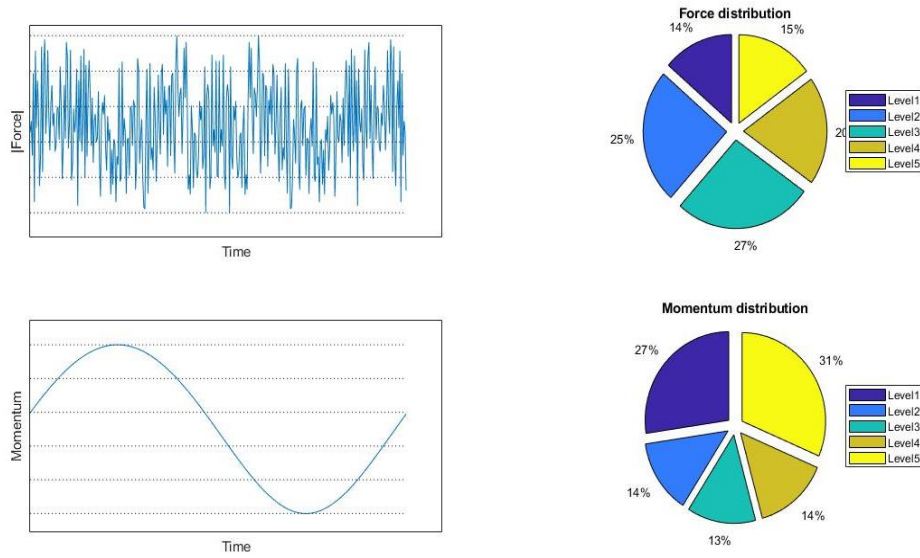 |Force|
Time
Force distribution
14%
15%
25%
20
27%
Level1
Level2
Level3
Level4
Level5
Momentum
Time
Momentum distribution
27%
31%
14%
14%
13%
Level1
Level2
Level3
Level4
Level5